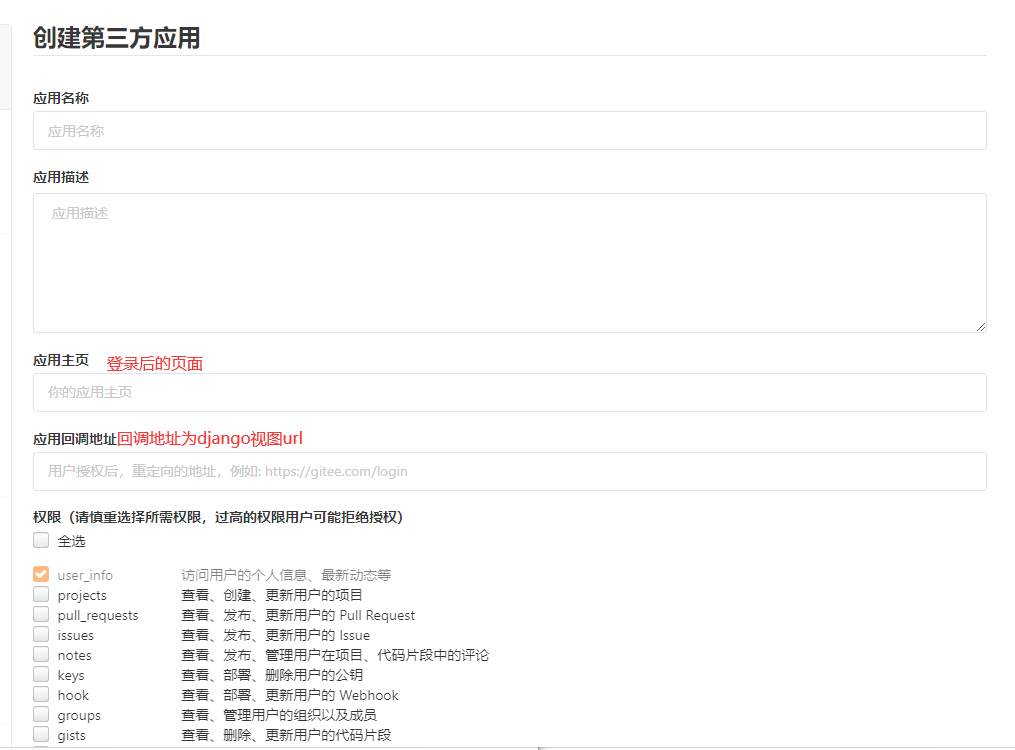 创建第三方应用
应用名称
应用名称
应用描述
应用描述
应用主页 登录后的页面
你的应用主页
应用回调地址回调地址为django视图url
用户授权后，重定向的地址，例如: https://gitee.com/login
权限（请慎重选择所需权限，过高的权限用户可能拒绝授权）
全选
user_info 访问用户的个人信息、最新动态等
projects 查看、创建、更新用户的项目
pull_requests 查看、发布、更新用户的 Pull Request
issues 查看、发布、更新用户的 Issue
notes 查看、发布、管理用户在项目、代码片段中的评论
keys 查看、部署、删除用户的公钥
hook 查看、部署、更新用户的 Webhook
groups 查看、管理用户的组织以及成员
gists 查看、删除、更新用户的代码片段